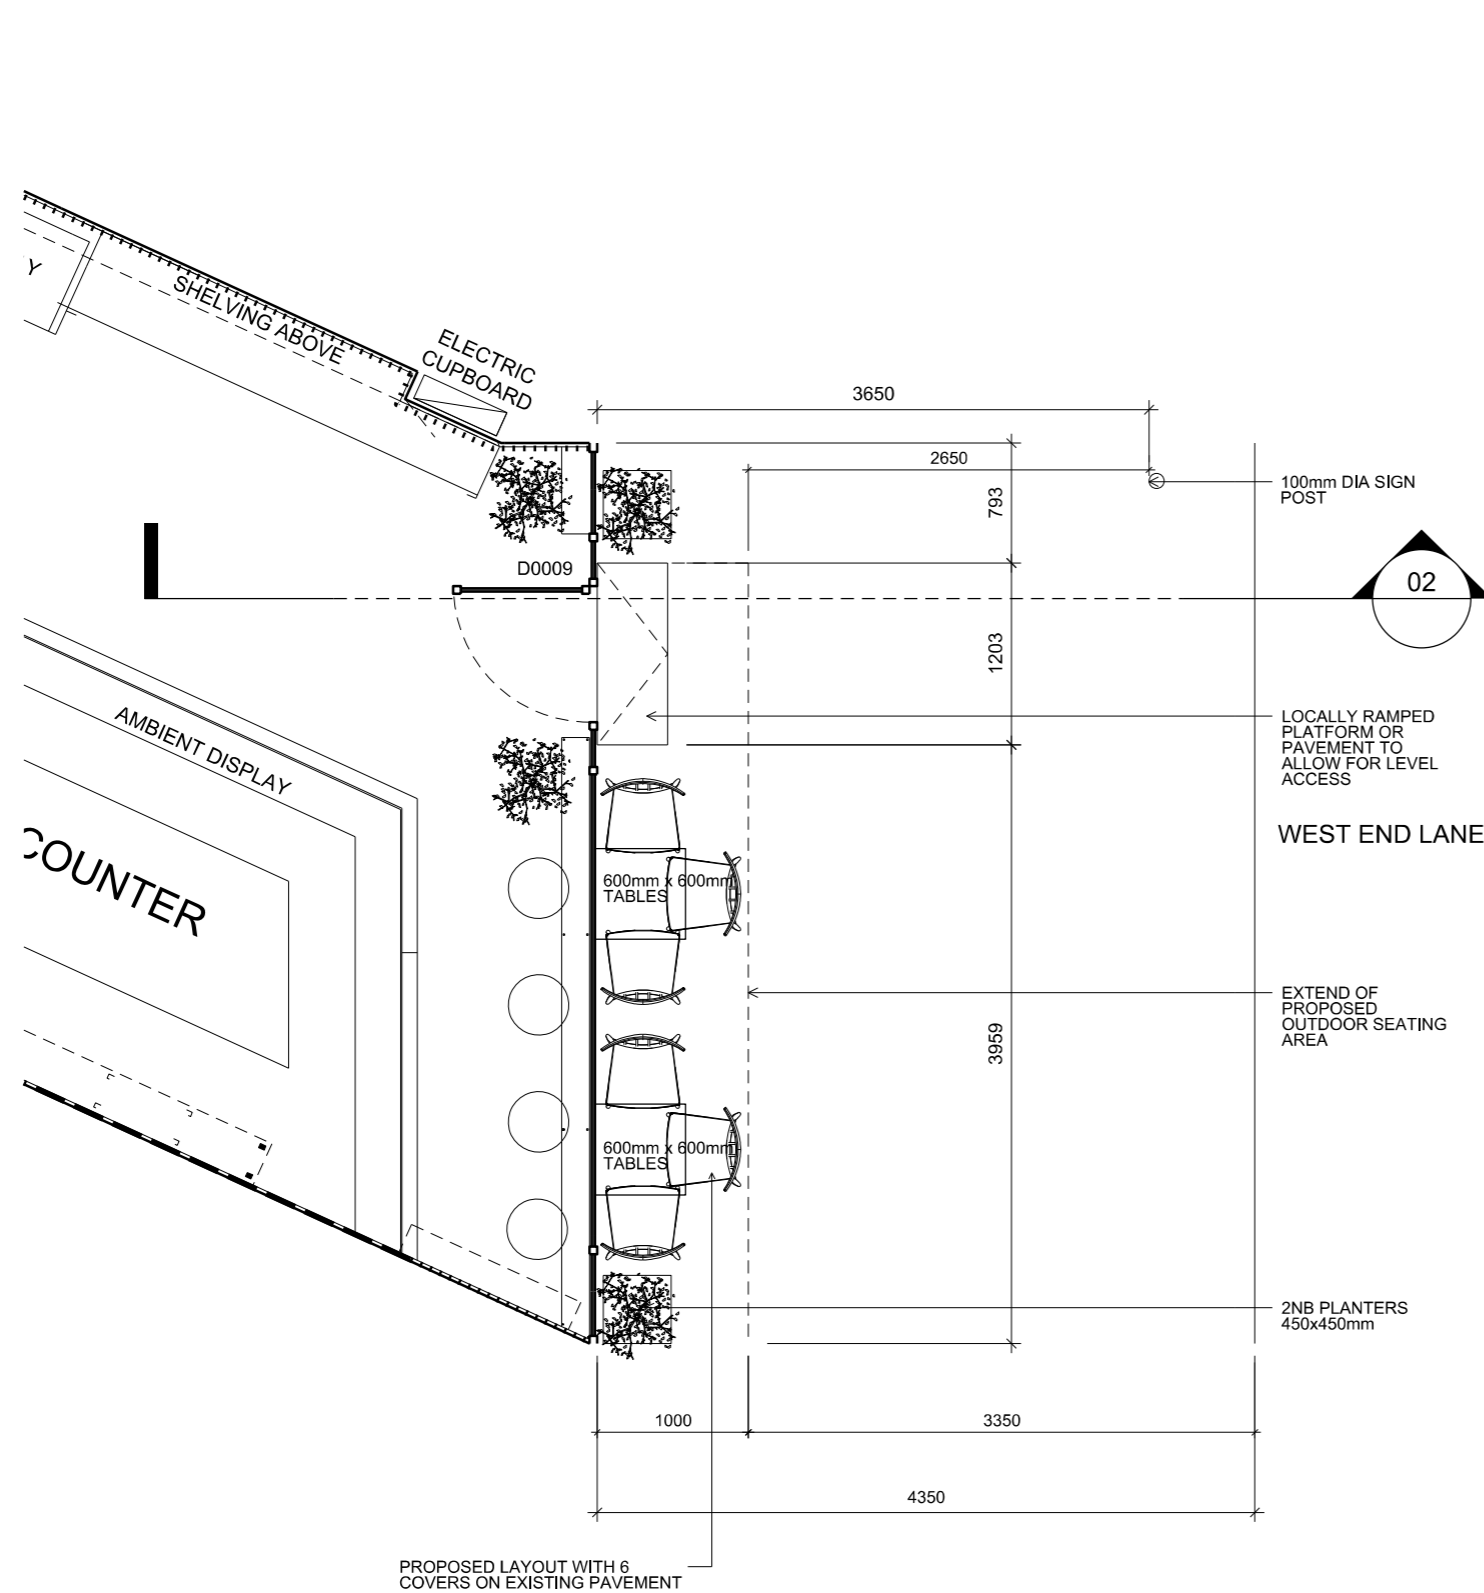 Y
SHELVING ABOVE
ELECTRIC
CUPBOARD
3650
2650
793
100mm DIA SIGN
POST
D0009
02
1203
LOCALLY RAMPED
PLATFORM OR
PAVEMENT TO
ALLOW FOR LEVEL
ACCESS
AMBIENT DISPLAY
WEST END LANE
COUNTER
600mm x 600mm
TABLES
EXTEND OF
PROPOSED
OUTDOOR SEATING
AREA
3959
600mm x 600mm
TABLES
2NB PLANTERS
450x450mm
1000
3350
4350
PROPOSED LAYOUT WITH 6
COVERS ON EXISTING PAVEMENT